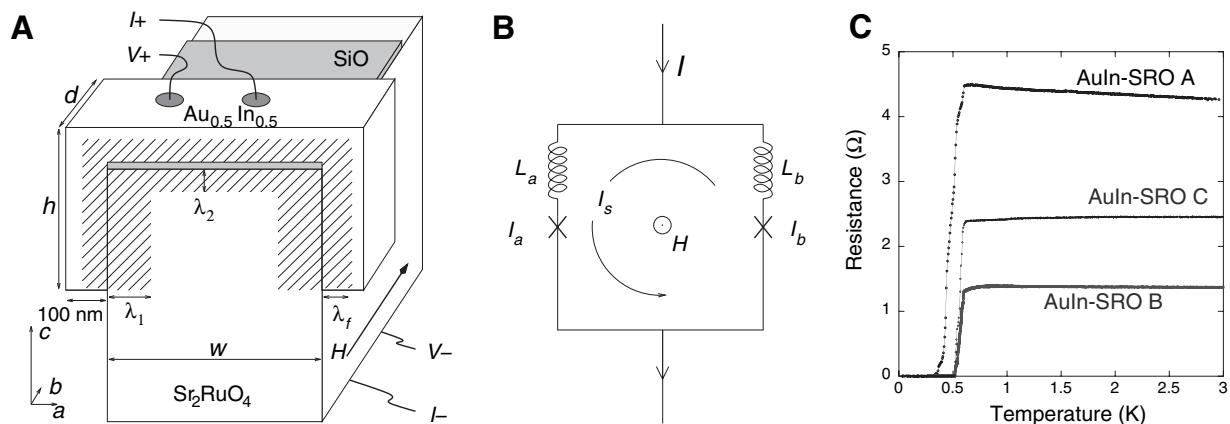 A
I+
V+
SiO
d
Au0.5 In0.5
h
λ2
100 nm
λ1
λf
c
b
a
w
H
V–
Sr2RuO4
I–
B
I
La
Lb
Is
Ia
H
Ib
C
5
AuIn-SRO A
4
3
AuIn-SRO C
2
AuIn-SRO B
1
0
Resistance (Ω)
0 0.5 1 1.5 2 2.5 3
Temperature (K)